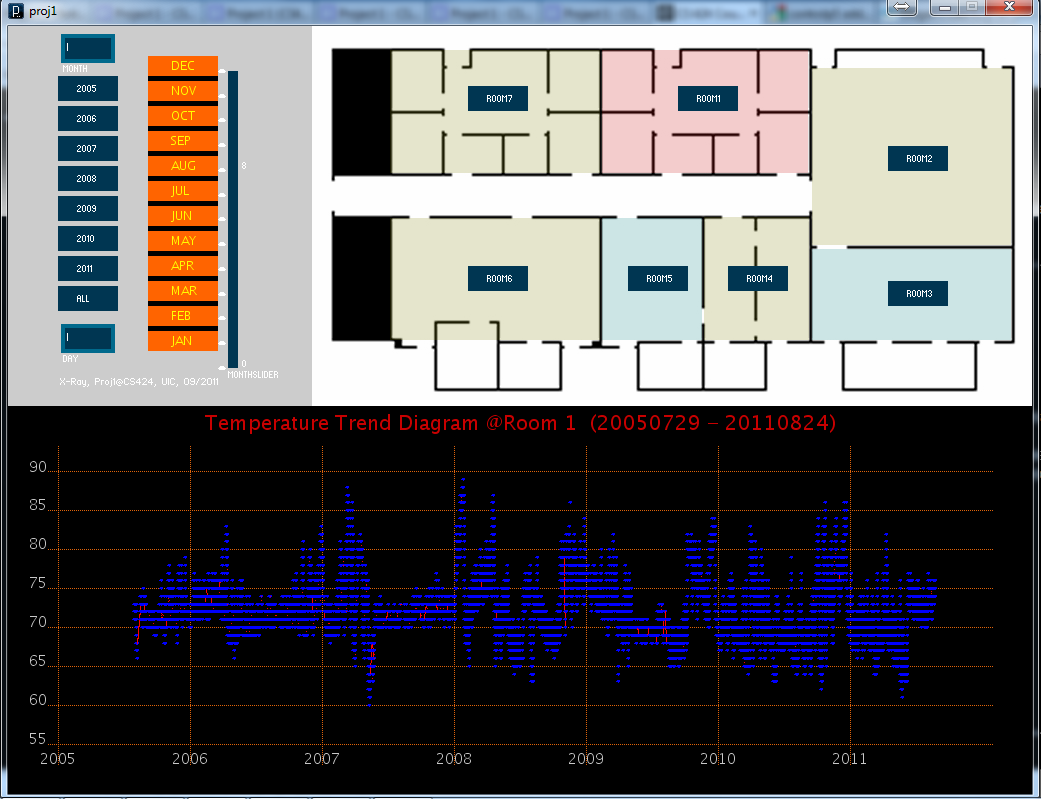 proj1
MONTH
2005
2006
2007
2008
2009
2010
2011
ALL
DAY
DEC
NOV
OCT
SEP
AUG
JUL
JUN
MAY
APR
MAR
FEB
JAN
8
0
MONTHSLIDER
X-Ray, Proj1@CS424, UIC, 09/2011
ROOM7
ROOM1
ROOM2
ROOM6
ROOM5
ROOM4
ROOM3
Temperature Trend Diagram @Room 1 (20050729 - 20110824)
90
85
80
75
70
65
60
55
2005 2006 2007 2008 2009 2010 2011